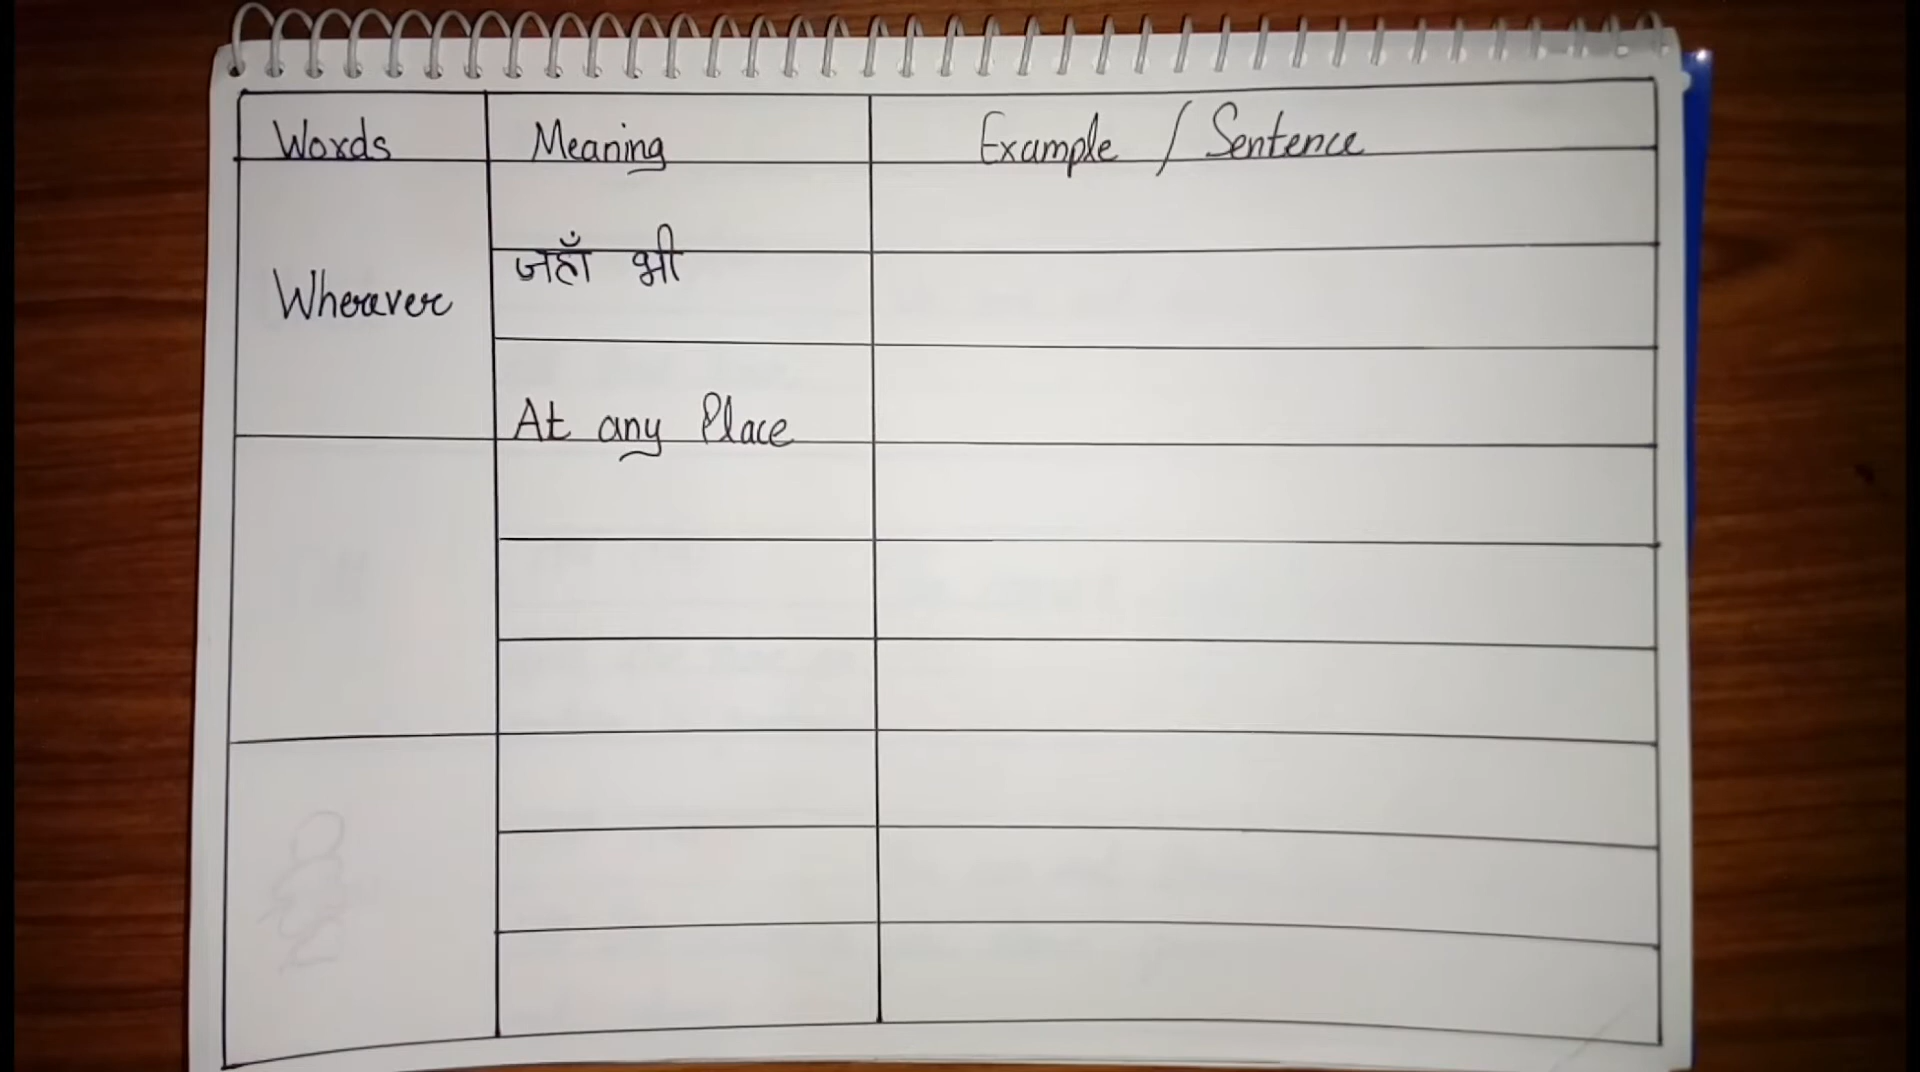 Words Meaning Example / Sentence
Wherever
जहाँ भी
At any Place